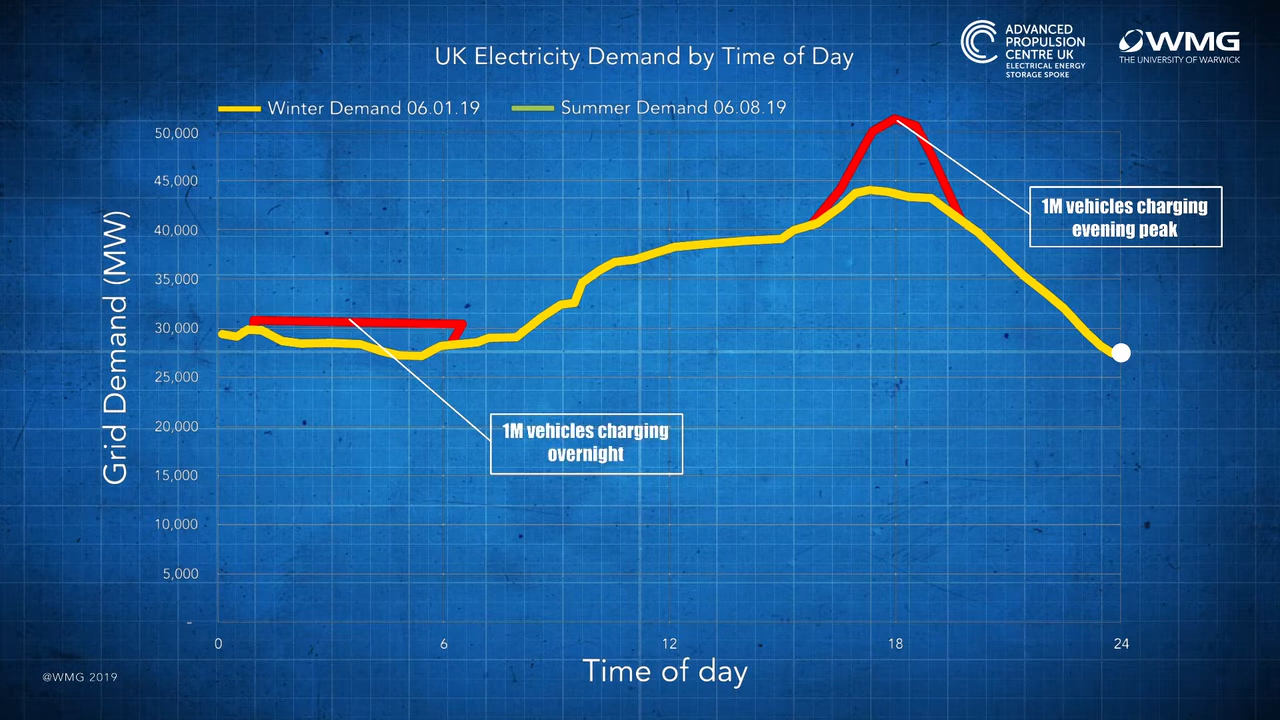 UK Electricity Demand by Time of Day
ADVANCED
PROPULSION
CENTRE UK
ELECTRICAL ENERGY
STORAGE SPOKE
WMG
THE UNIVERSITY OF WARWICK
Winter Demand 06.01.19
Summer Demand 06.08.19
Grid Demand (MW)
50,000
45,000
40,000
35,000
30,000
25,000
20,000
15,000
10,000
5,000
-
1M vehicles charging
evening peak
1M vehicles charging
overnight
0
6
12
18
24
Time of day
@WMG 2019